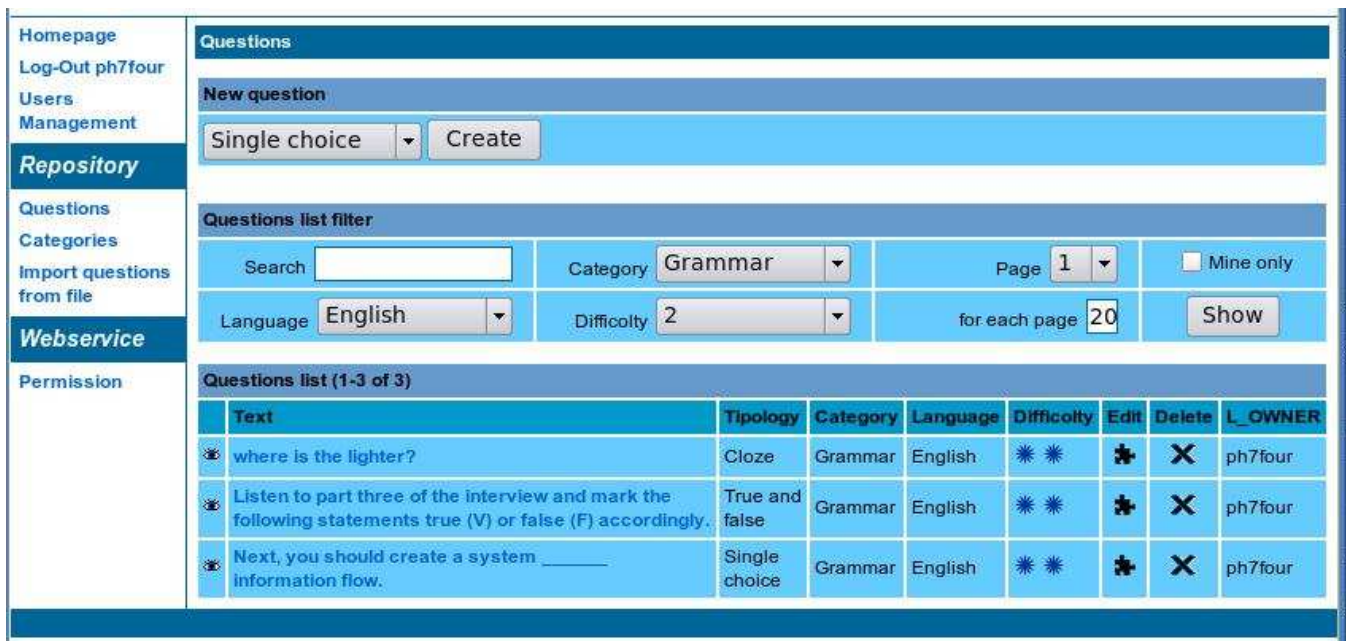 Homepage
Log-Out ph7four
Users
Management
Repository
Questions
Categories
Import questions
from file
Webservice
Permission
Questions
New question
Single choice Create
Questions list filter
Search Category Grammar Page 1 Mine only
Language English Difficolty 2 for each page 20 Show
Questions list (1-3 of 3)
Text Tipology Category Language Difficolty Edit Delete L_OWNER
where is the lighter? Cloze Grammar English ph7four
Listen to part three of the interview and mark the
following statements true (V) or false (F) accordingly.
True and
false
Grammar English ph7four
Next, you should create a system ______
information flow.
Single
choice
Grammar English ph7four